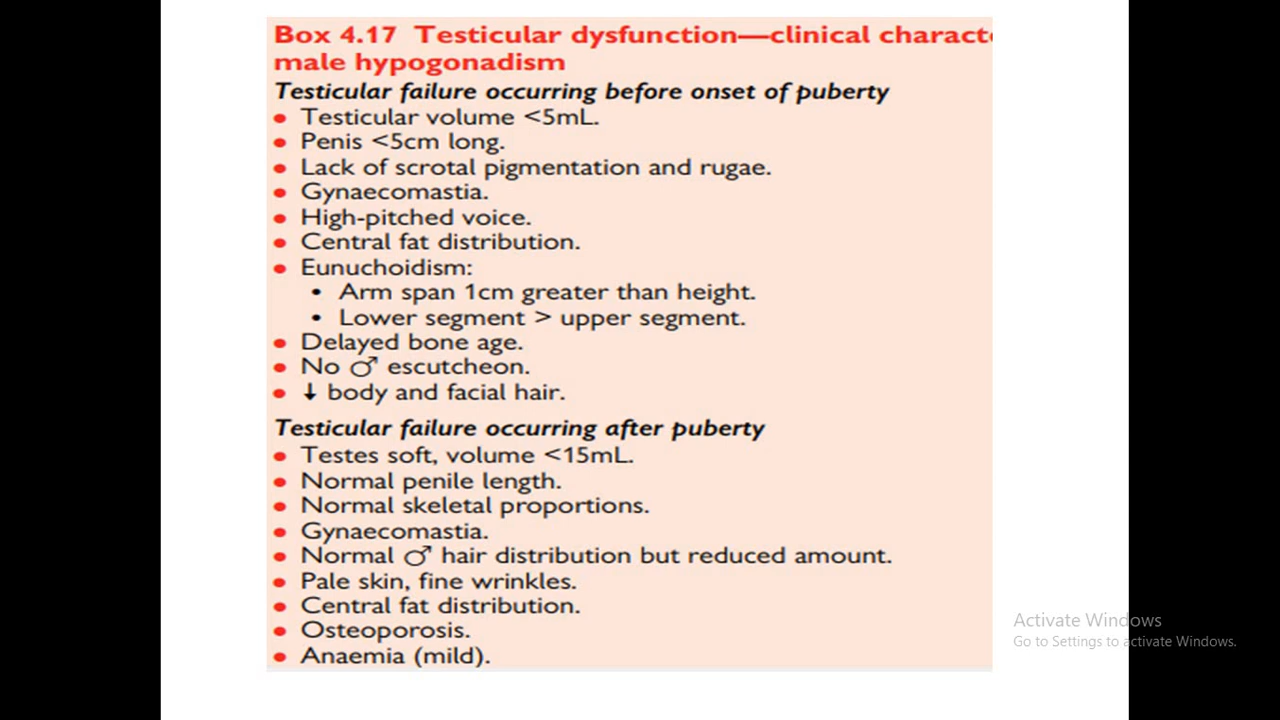 Box 4.17 Testicular dysfunction—clinical characte
male hypogonadism
Testicular failure occurring before onset of puberty
• Testicular volume <5mL.
• Penis <5cm long.
• Lack of scrotal pigmentation and rugae.
• Gynaecomastia.
• High-pitched voice.
• Central fat distribution.
• Eunuchoidism:
• Arm span 1cm greater than height.
• Lower segment > upper segment.
• Delayed bone age.
• No ♂ escutcheon.
• ↓ body and facial hair.
Testicular failure occurring after puberty
• Testes soft, volume <15mL.
• Normal penile length.
• Normal skeletal proportions.
• Gynaecomastia.
• Normal ♂ hair distribution but reduced amount.
• Pale skin, fine wrinkles.
• Central fat distribution.
• Osteoporosis.
• Anaemia (mild).
Activate Windows
Go to Settings to activate Windows.